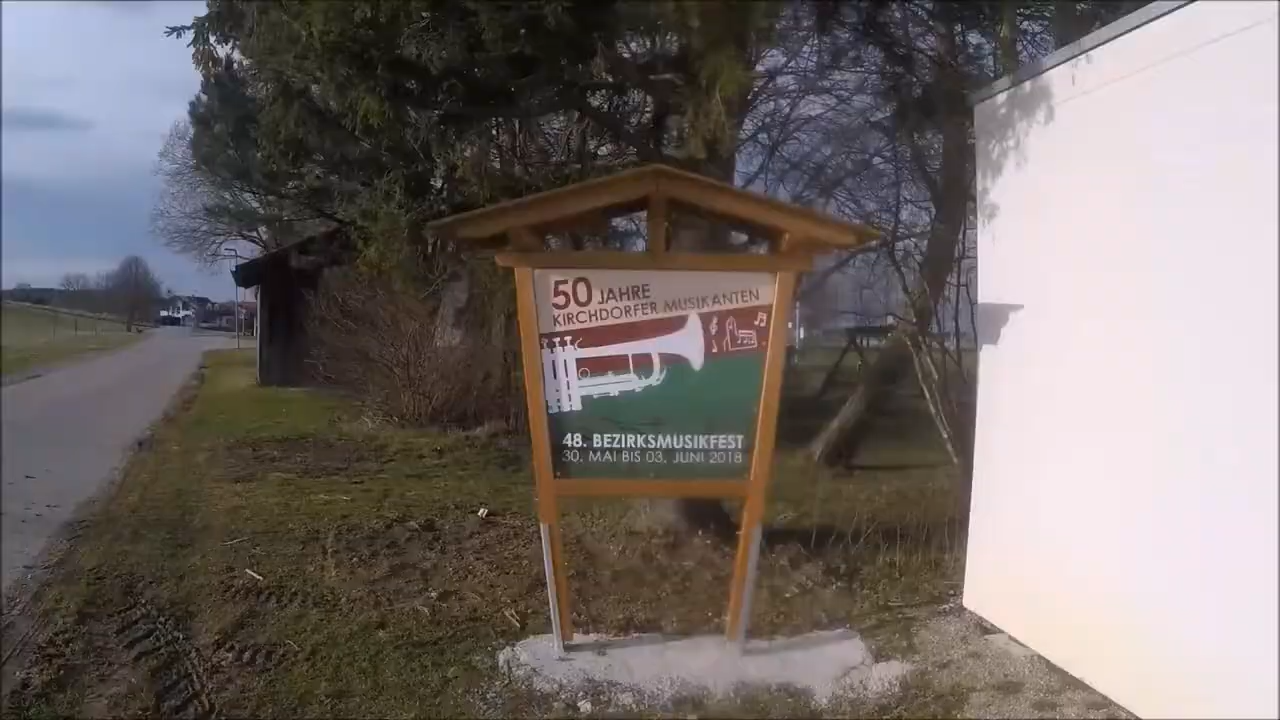 50 JAHRE
KIRCHDORFER MUSIKANTEN
48. BEZIRKSMUSIKFEST
30. MAI BIS 03. JUNI 2018